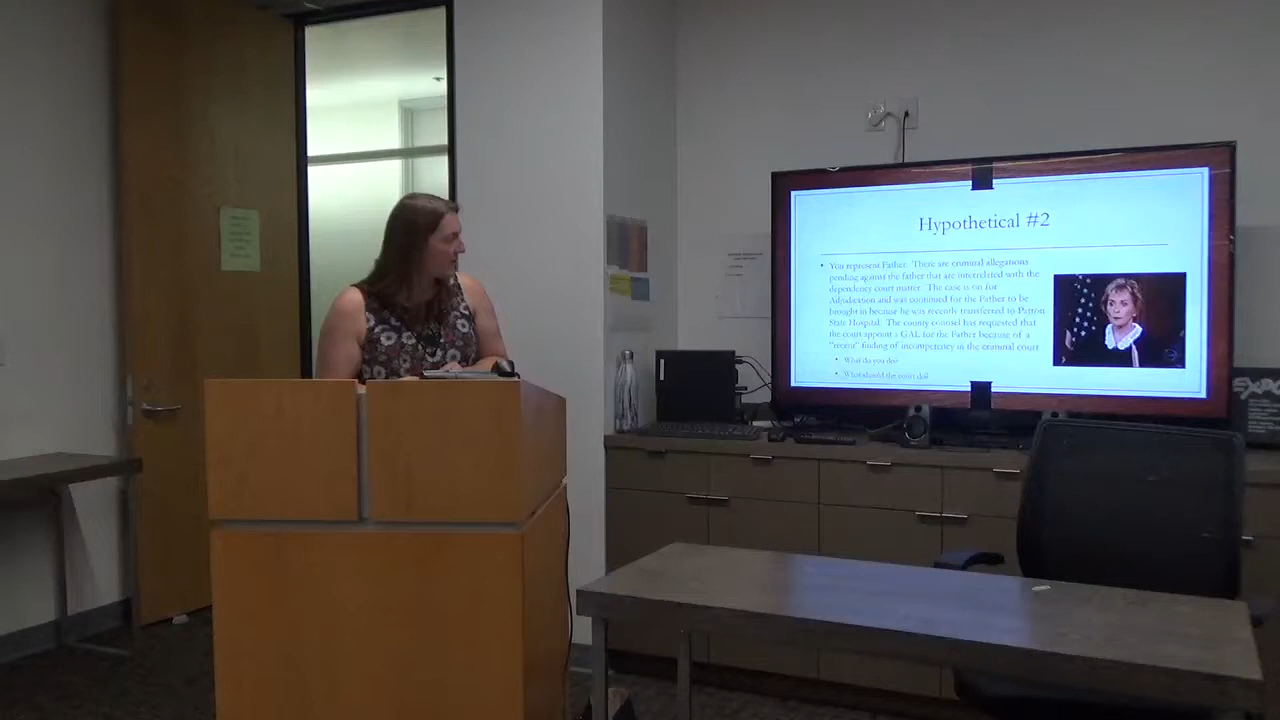 Hypothetical #2
• You represent Father. There are criminal allegations
pending against the father that are interrelated with the
dependency court matter. The case is on for
Adjudication and was continued for the Father to be
brought in because he was recently transferred to Patton
State Hospital. The county counsel has requested that
the court appoint a GAL for the Father because of a
"recent" finding of incompetency in the criminal court
• What do you do?
• What should the court do?
EXPO